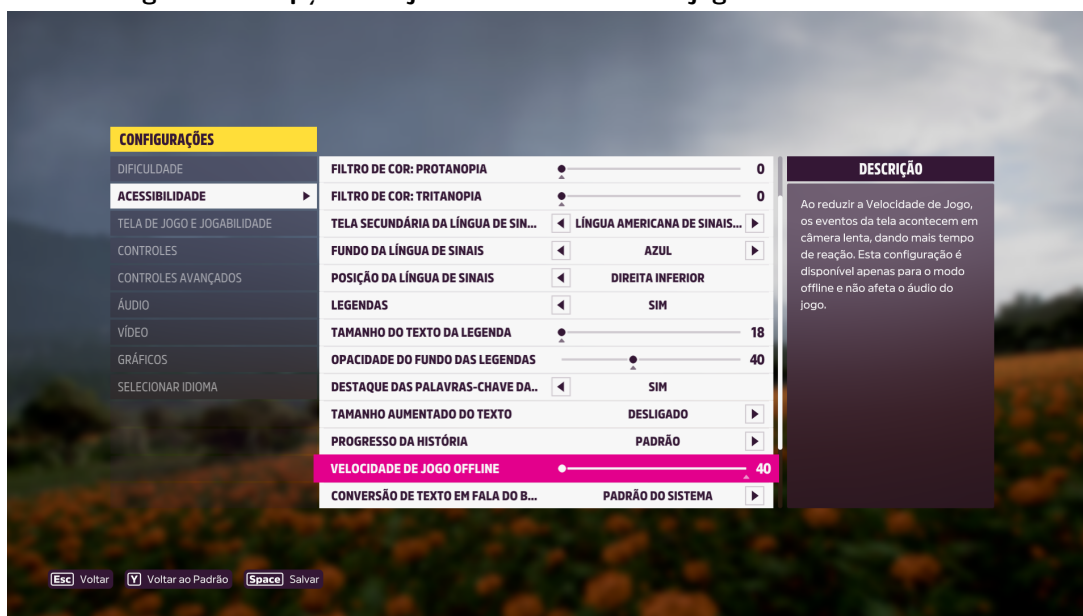 CONFIGURAÇÕES
DIFICULDADE
ACESSIBILIDADE
TELA DE JOGO E JOGABILIDADE
CONTROLES
CONTROLES AVANÇADOS
ÁUDIO
VÍDEO
GRÁFICOS
SELECIONAR IDIOMA
FILTRO DE COR: PROTANOPIA 0
FILTRO DE COR: TRITANOPIA 0
TELA SECUNDÁRIA DA LÍNGUA DE SIN... LÍNGUA AMERICANA DE SINAIS...
FUNDO DA LÍNGUA DE SINAIS AZUL
POSIÇÃO DA LÍNGUA DE SINAIS DIREITA INFERIOR
LEGENDAS SIM
TAMANHO DO TEXTO DA LEGENDA 18
OPACIDADE DO FUNDO DAS LEGENDAS 40
DESTAQUE DAS PALAVRAS-CHAVE DA.. SIM
TAMANHO AUMENTADO DO TEXTO DESLIGADO
PROGRESSO DA HISTÓRIA PADRÃO
VELOCIDADE DE JOGO OFFLINE 40
CONVERSÃO DE TEXTO EM FALA DO B... PADRÃO DO SISTEMA
DESCRIÇÃO
Ao reduzir a Velocidade de Jogo,
os eventos da tela acontecem em
câmera lenta, dando mais tempo
de reação. Esta configuração é
disponível apenas para o modo
offline e não afeta o áudio do
jogo.
Esc Voltar Y Voltar ao Padrão Space Salvar